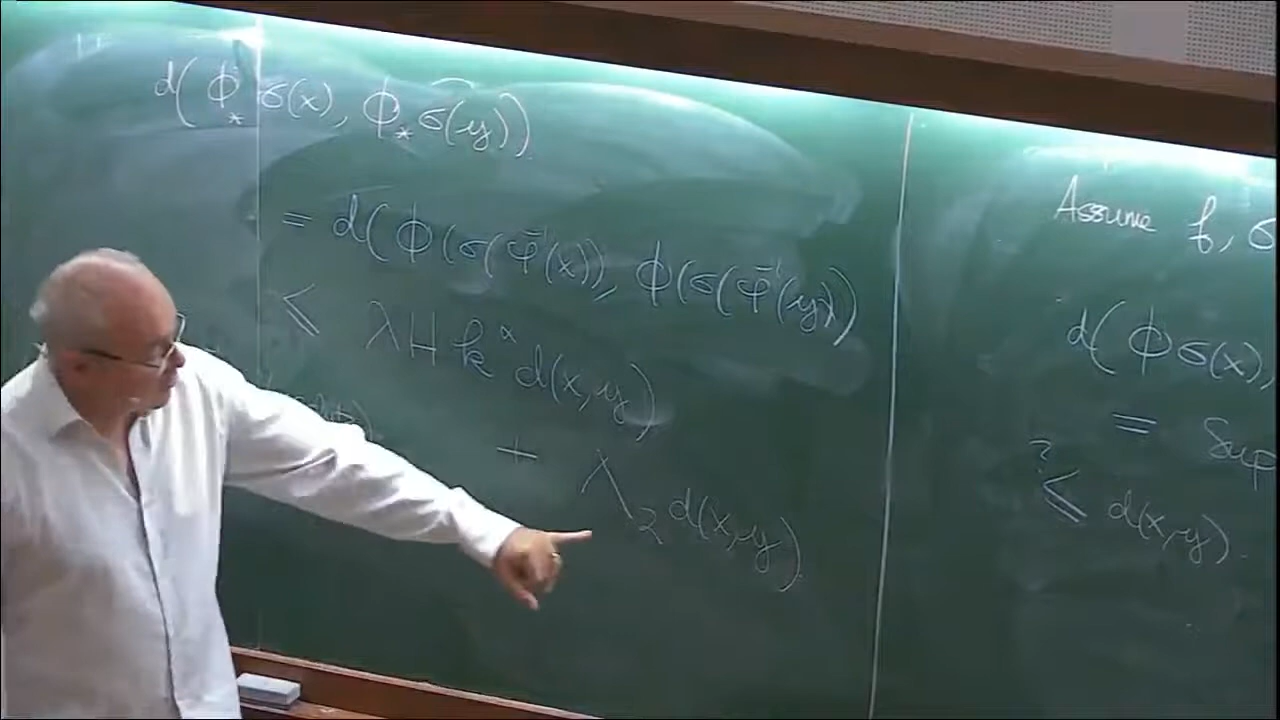 d(ϕ_* σ(x), ϕ_* σ(y)).
= d(ϕ(σ(φ̄¹(x)), ϕ(σ(φ̄¹(y)))
≤ λ H k^α d(x,y)
+ λ_2 d(x,y).
Assume f, σ
d(ϕσ(x),
= Sup
? ≤ d(x,y).